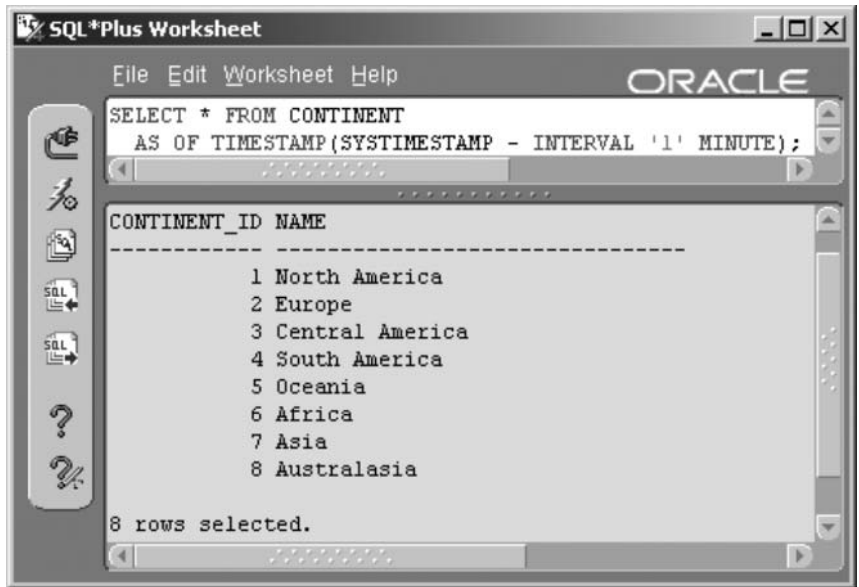 SQL*Plus Worksheet
File Edit Worksheet Help
ORACLE
SELECT * FROM CONTINENT
AS OF TIMESTAMP(SYSTIMESTAMP - INTERVAL '1' MINUTE);
CONTINENT_ID NAME
------------ --------------------------------
1 North America
2 Europe
3 Central America
4 South America
5 Oceania
6 Africa
7 Asia
8 Australasia
8 rows selected.
SQL
SQL
?
?